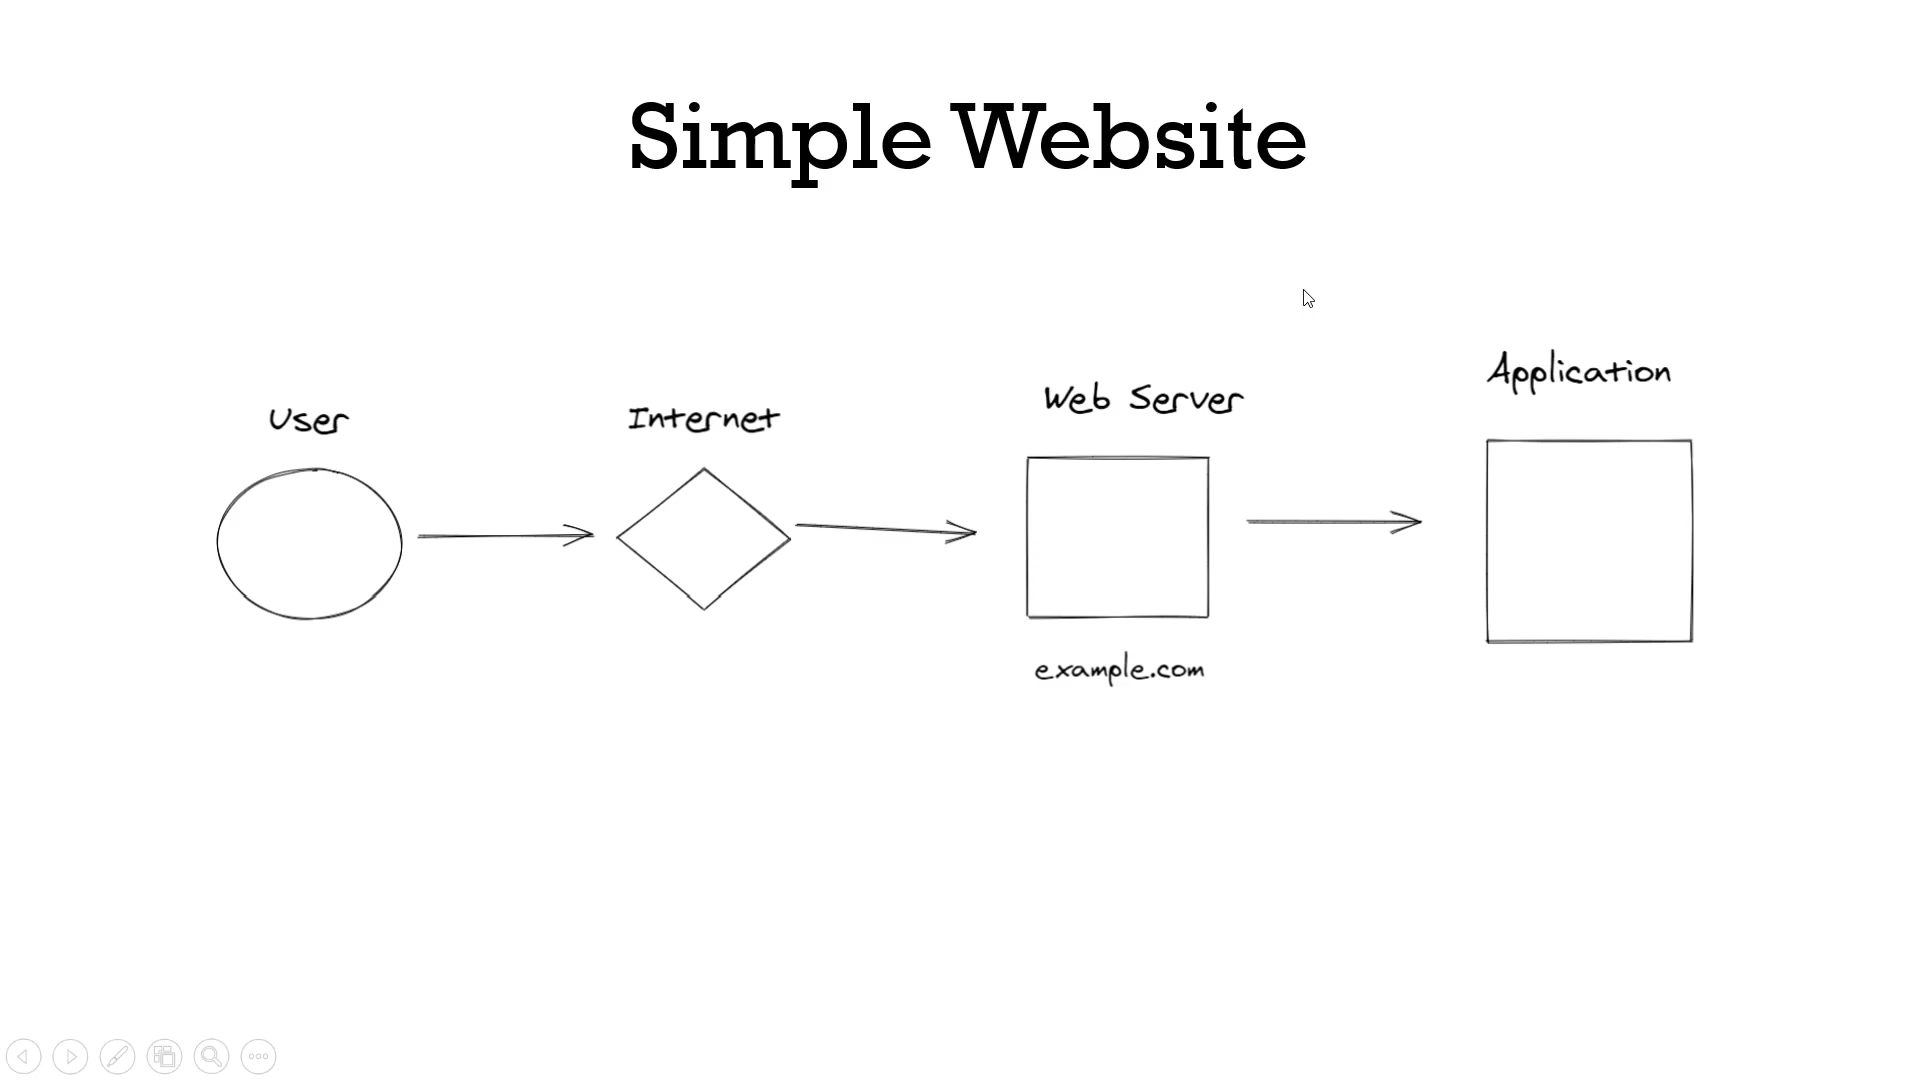 Simple Website
User
Internet
Web Server
Application
example.com